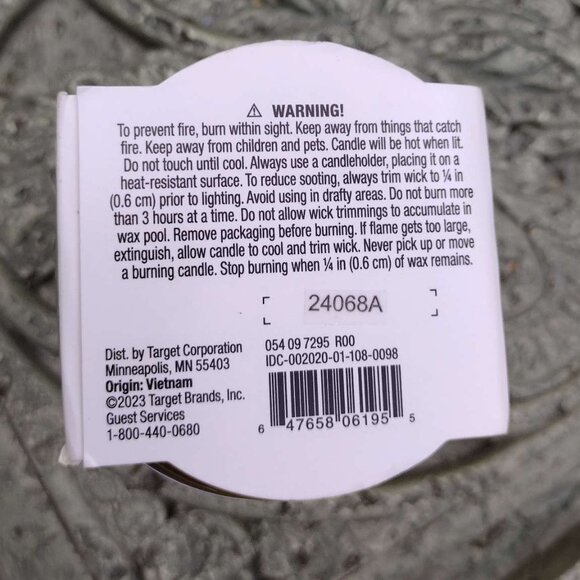 ⚠ WARNING!
To prevent fire, burn within sight. Keep away from things that catch
fire. Keep away from children and pets. Candle will be hot when lit.
Do not touch until cool. Always use a candleholder, placing it on a
heat-resistant surface. To reduce sooting, always trim wick to ¼ in
(0.6 cm) prior to lighting. Avoid using in drafty areas. Do not burn more
than 3 hours at a time. Do not allow wick trimmings to accumulate in
wax pool. Remove packaging before burning. If flame gets too large,
extinguish, allow candle to cool and trim wick. Never pick up or move
a burning candle. Stop burning when ¼ in (0.6 cm) of wax remains.
24068A
Dist. by Target Corporation
Minneapolis, MN 55403
Origin: Vietnam
©2023 Target Brands, Inc.
Guest Services
1-800-440-0680
054 09 7295 R00
IDC-002020-01-108-0098
6 47658 06195 5